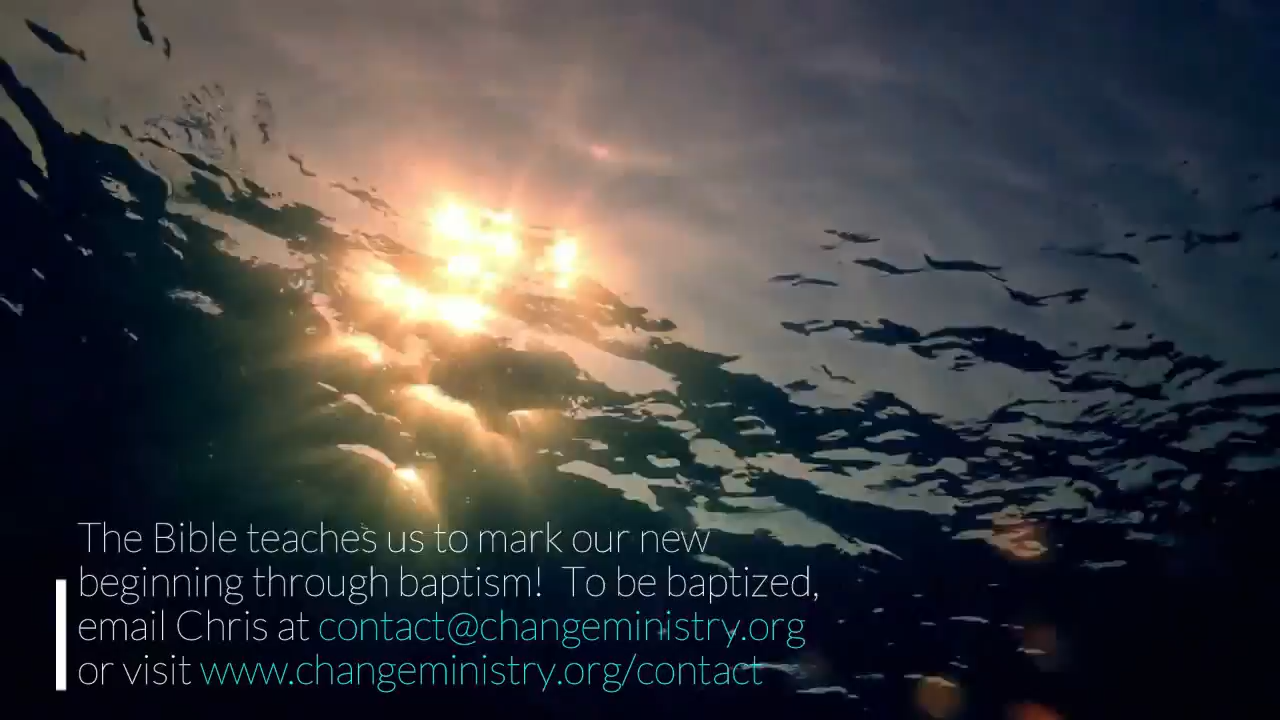 The Bible teaches us to mark our new
beginning through baptism!  To be baptized,
email Chris at contact@changeministry.org
or visit www.changeministry.org/contact